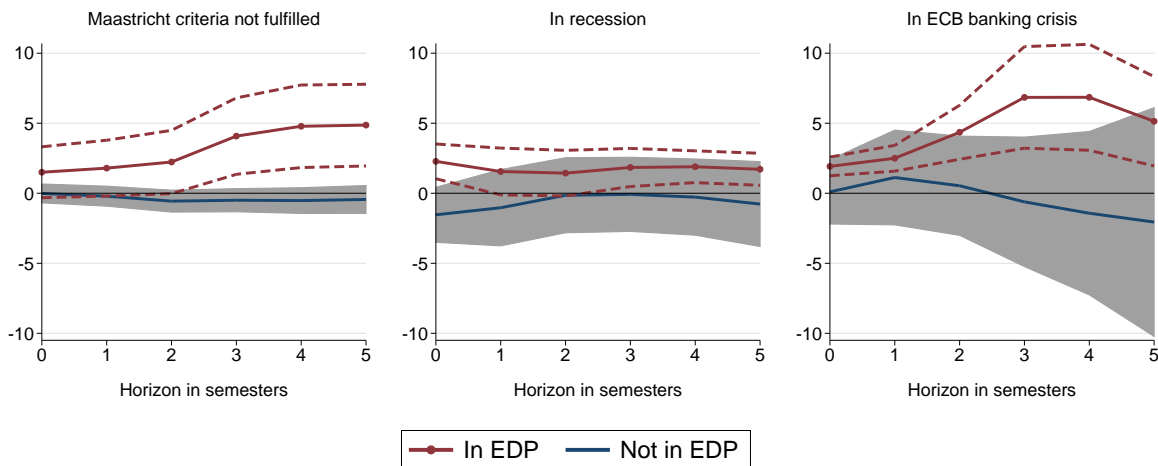 Maastricht criteria not fulfilled
10
5
0
-5
-10
0 1 2 3 4 5
Horizon in semesters
In recession
10
5
0
-5
-10
0 1 2 3 4 5
Horizon in semesters
In ECB banking crisis
10
5
0
-5
-10
0 1 2 3 4 5
Horizon in semesters
In EDP Not in EDP